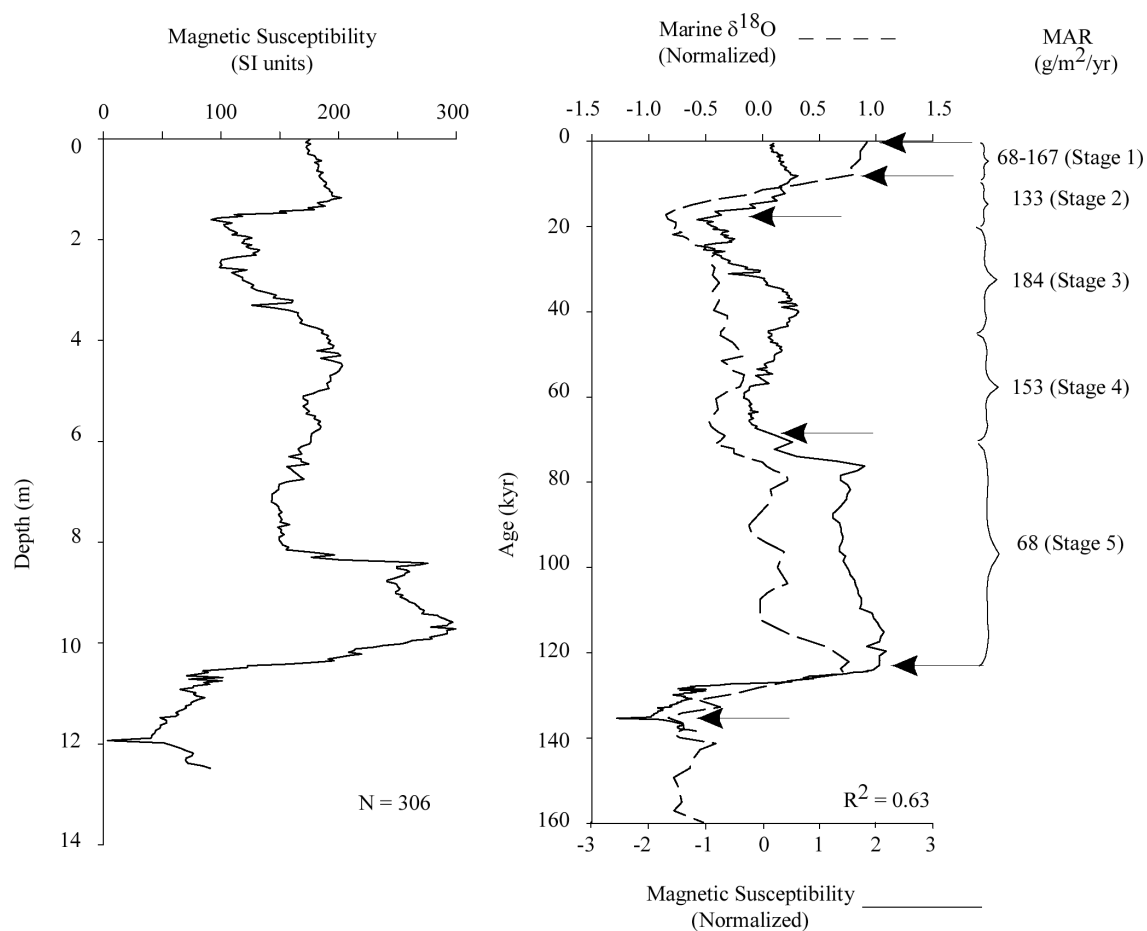 Magnetic Susceptibility
(SI units)
0 100 200 300
0
2
4
6
8
10
12
14
Depth (m)
N = 306
Marine δ18O
(Normalized)
-1.5 -1.0 -0.5 0.0 0.5 1.0 1.5
0
20
40
60
80
100
120
140
160
Age (kyr)
R2 = 0.63
-3 -2 -1 0 1 2 3
Magnetic Susceptibility
(Normalized)
MAR
(g/m2/yr)
68-167 (Stage 1)
133 (Stage 2)
184 (Stage 3)
153 (Stage 4)
68 (Stage 5)